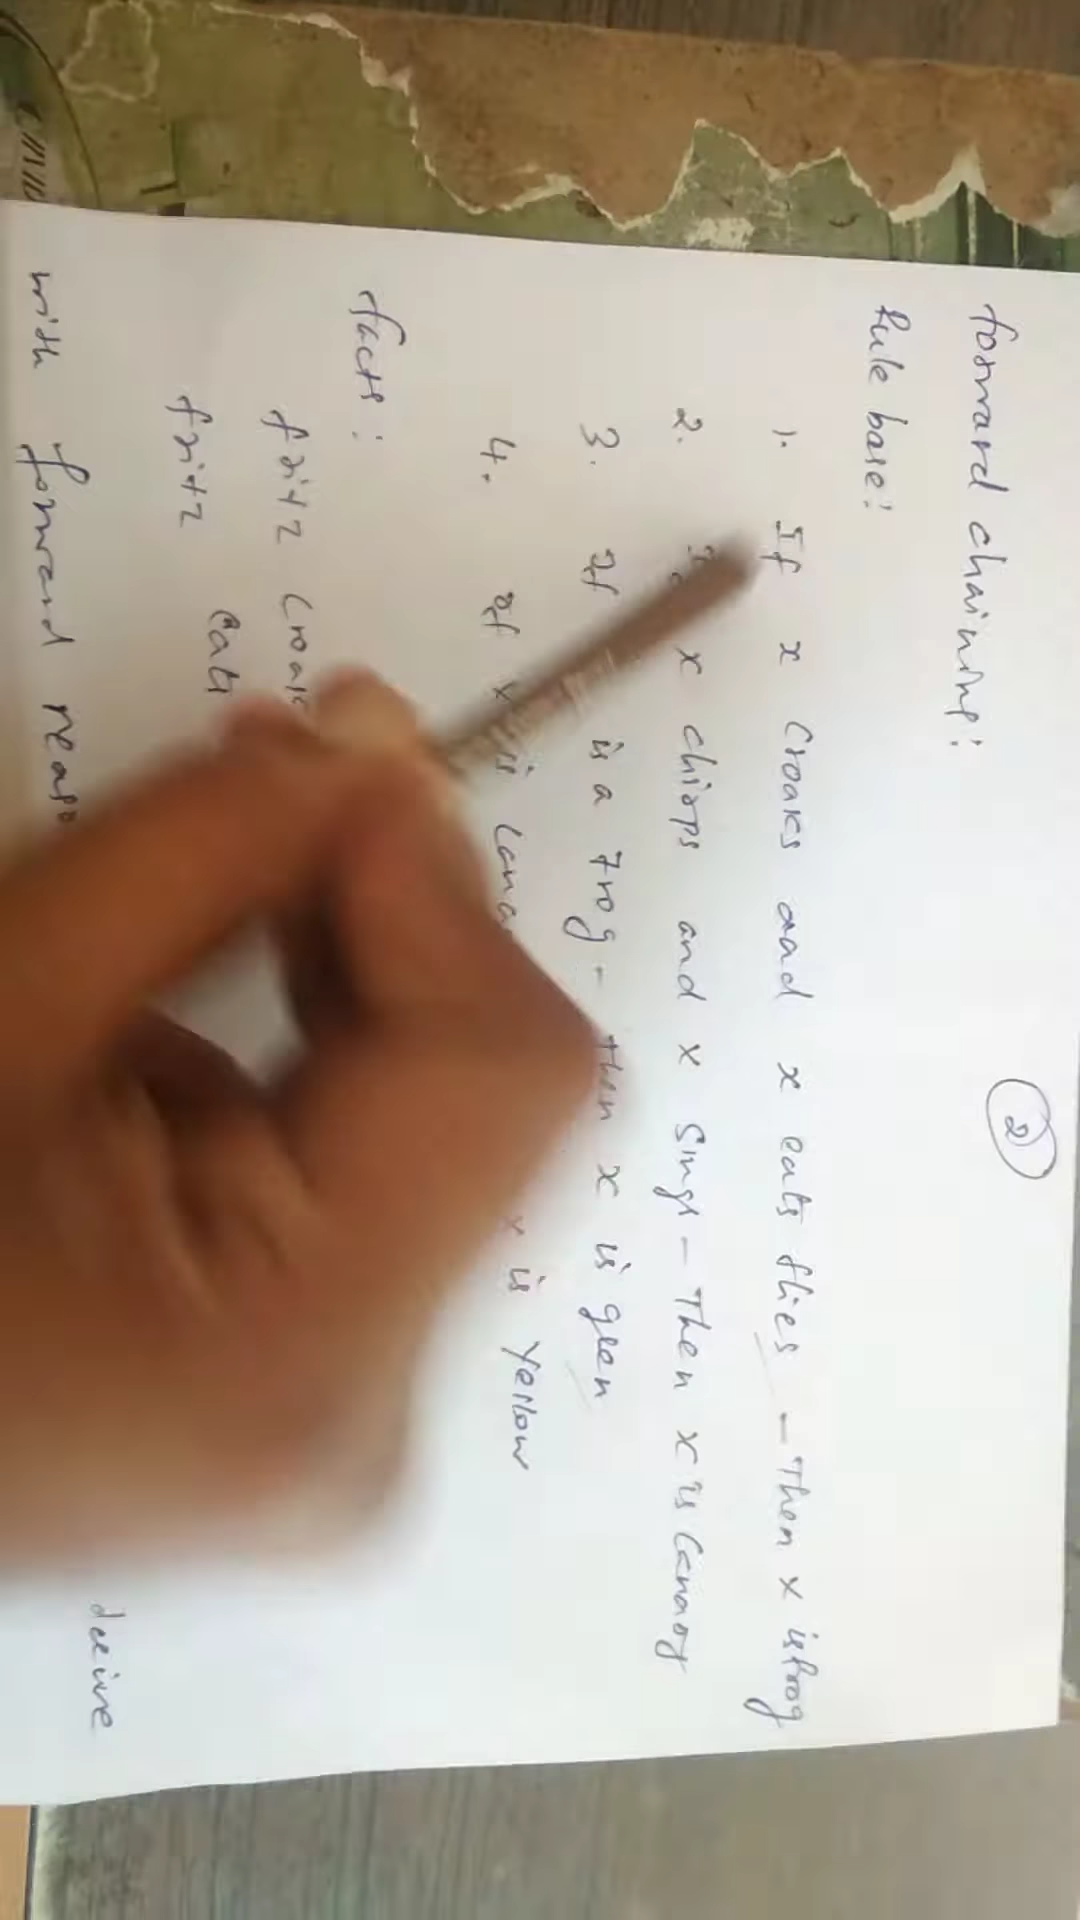 forward chaining:
②
Rule base:
1. If x croaks and x eats flies - Then x is frog
2. x chirps and x sings - Then x is Canary
3. If is a frog - then x is green
4. If x is x is Yellow
facts:
fritz
fritz eats
with forward derive